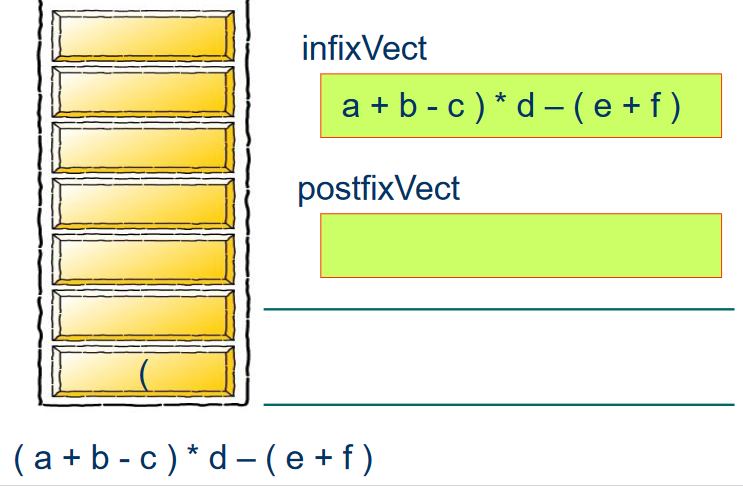 infixVect
a + b - c ) * d – ( e + f )
postfixVect
(
( a + b - c ) * d – ( e + f )